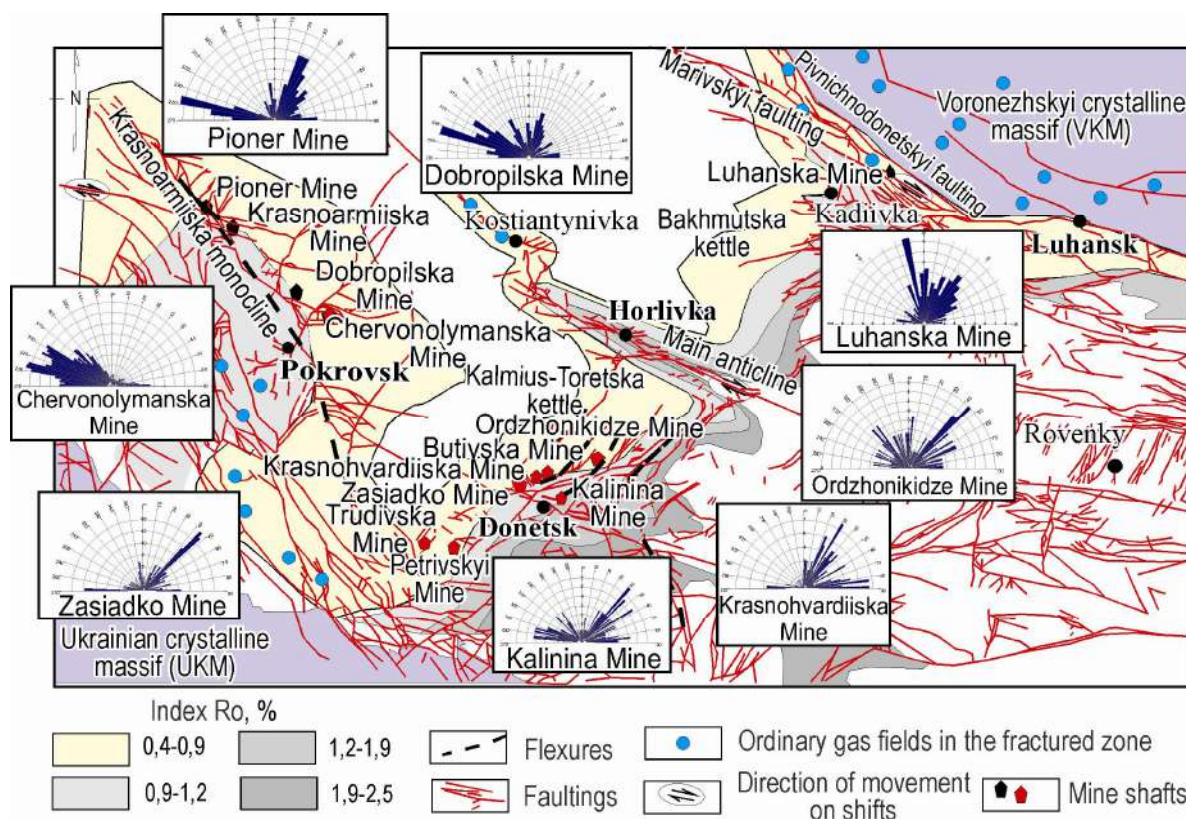 Pioner Mine
Dobropilska Mine
Marivskyi faulting
Pivnichnodonetskyi faulting
Voronezhskyi crystalline
massif (VKM)
N
Krasnoarmiiska monocline
Pioner Mine
Krasnoarmiiska
Mine
Dobropilska
Mine
Chervonolymanska
Mine
Kostiantynivka
Bakhmutska
kettle
Luhanska Mine
Kadiivka
Luhansk
Luhanska Mine
Chervonolymanska
Mine
Pokrovsk
Horlivka
Main anticline
Kalmius-Toretska
kettle
Ordzhonikidze Mine
Butivska Mine
Krasnohvardiiska Mine
Zasiadko Mine
Trudivska
Mine
Petrivskyi
Mine
Kalinina
Mine
Donetsk
Ordzhonikidze Mine
Rovenky
Zasiadko Mine
Kalinina Mine
Krasnohvardiiska
Mine
Ukrainian crystalline
massif (UKM)
Index Ro, %
0,4-0,9
1,2-1,9
Flexures
Ordinary gas fields in the fractured zone
0,9-1,2
1,9-2,5
Faultings
Direction of movement
on shifts
Mine shafts